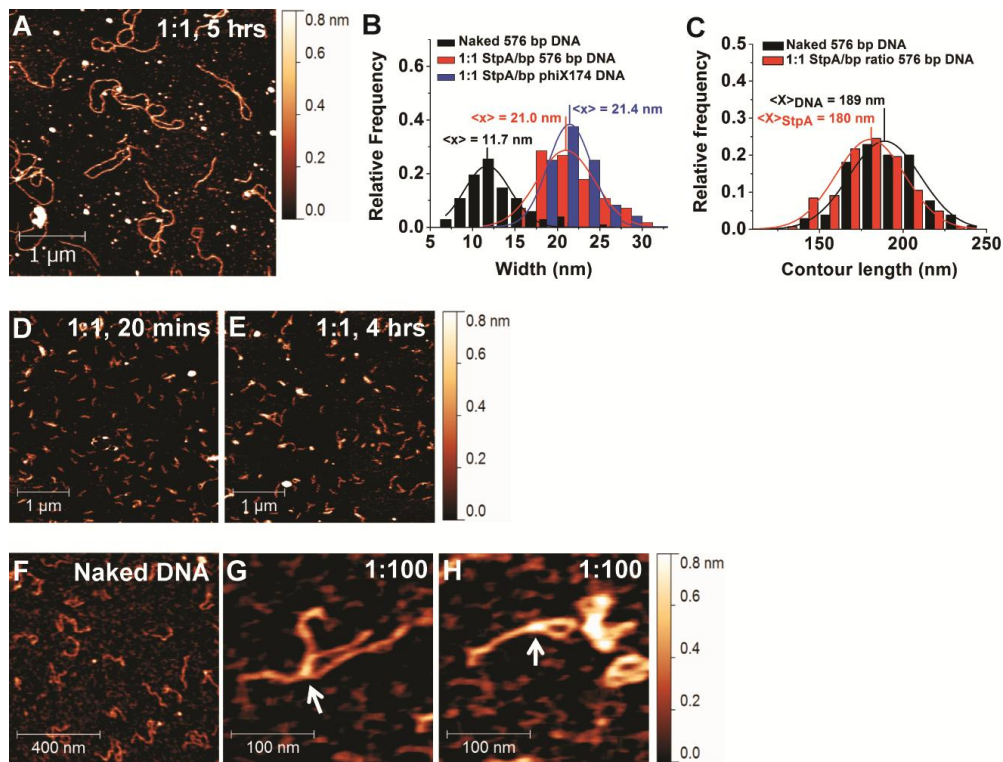 A
1:1, 5 hrs
0.8 nm
0.6
0.4
0.2
0.0
1 µm
B
Naked 576 bp DNA
1:1 StpA/bp 576 bp DNA
1:1 StpA/bp phiX174 DNA
<x> = 21.4 nm
<x> = 21.0 nm
<x> = 11.7 nm
Relative Frequency
0.6
0.4
0.2
0.0
5 10 15 20 25 30
Width (nm)
C
Naked 576 bp DNA
1:1 StpA/bp ratio 576 bp DNA
<X>DNA = 189 nm
<X>StpA = 180 nm
Relative frequency
0.5
0.4
0.3
0.2
0.1
0.0
150 200 250
Contour length (nm)
D
1:1, 20 mins
1 µm
E
1:1, 4 hrs
1 µm
0.8 nm
0.6
0.4
0.2
0.0
F
Naked DNA
400 nm
G
1:100
100 nm
H
1:100
100 nm
0.8 nm
0.6
0.4
0.2
0.0